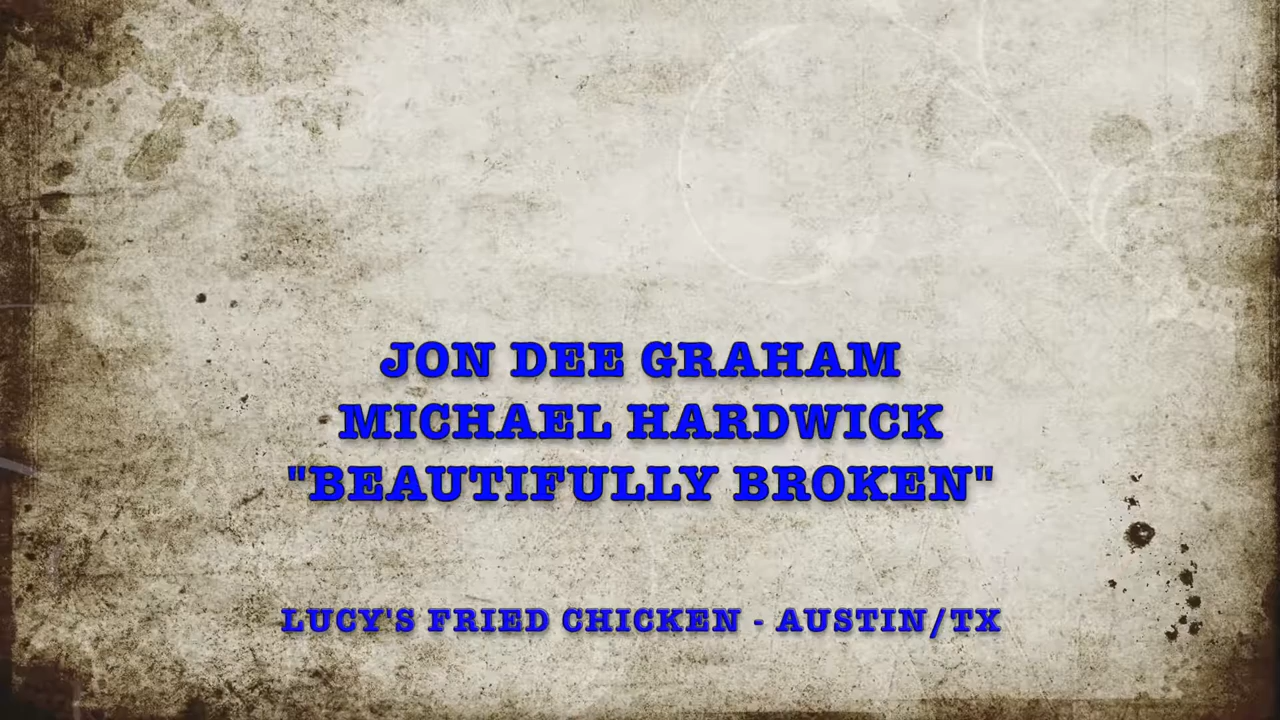 JON DEE GRAHAM
MICHAEL HARDWICK
"BEAUTIFULLY BROKEN"
LUCY'S FRIED CHICKEN - AUSTIN/TX